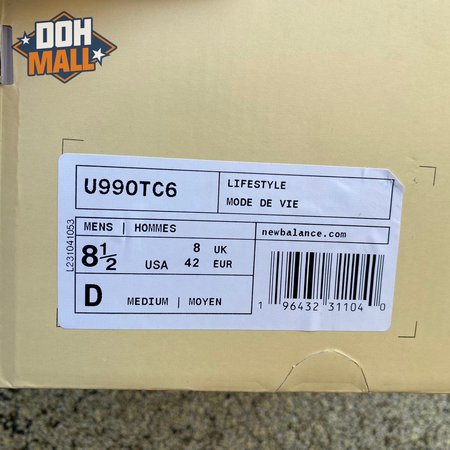 DOH
MALL
U990TC6
LIFESTYLE
MODE DE VIE
MENS | HOMMES
newbalance.com
8½ USA
8 UK
42 EUR
D MEDIUM | MOYEN
1 96432 31104 0
L231041053